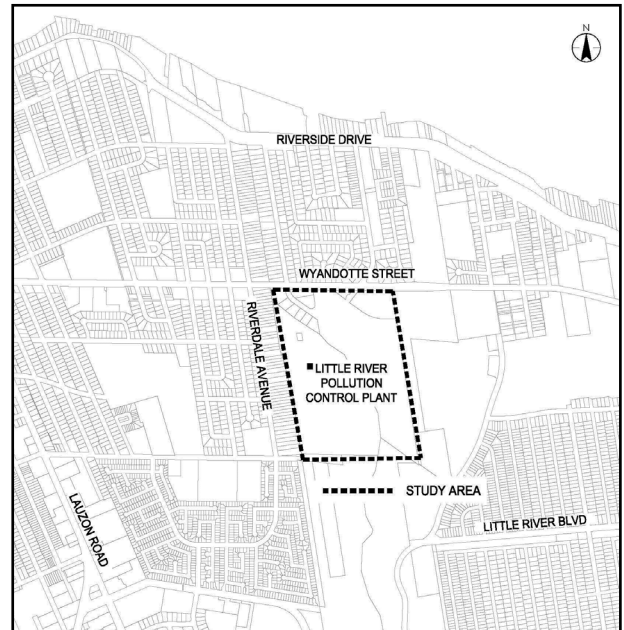 N
RIVERSIDE DRIVE
WYANDOTTE STREET
RIVERDALE AVENUE
LITTLE RIVER
POLLUTION
CONTROL PLANT
STUDY AREA
LAUZON ROAD
LITTLE RIVER BLVD